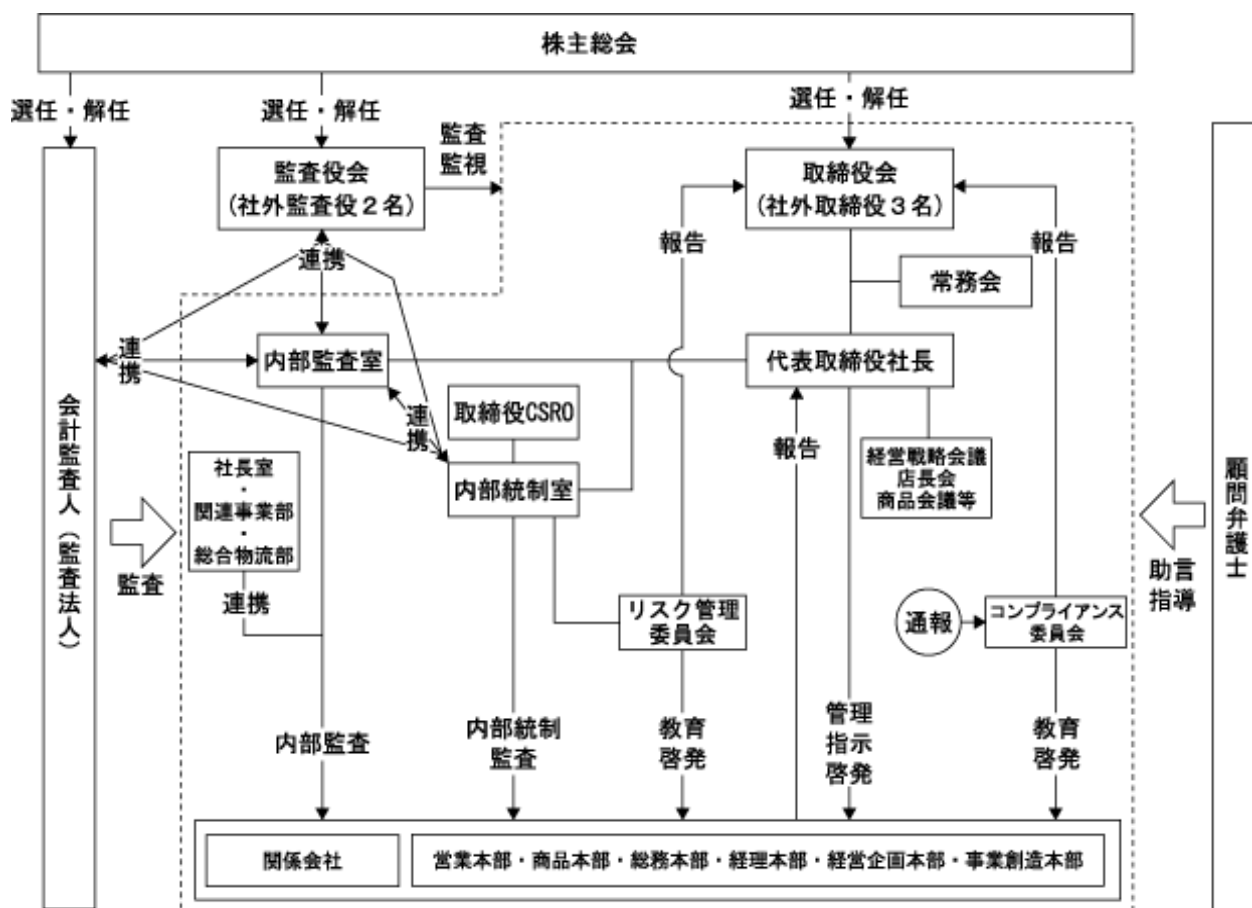 株主総会
選任・解任
選任・解任
選任・解任
監査
監視
監査役会
(社外監査役2名)
取締役会
(社外取締役3名)
連携
報告
報告
常務会
連
携
内部監査室
代表取締役社長
取締役CSRO
連
携
報告
経営戦略会議
店長会
商品会議等
内部統制室
社長室
・
関連事業部
・
総合物流部
会計監査人（監査法人）
監査
連携
顧問弁護士
助言
指導
リスク管理
委員会
通報
コンプライアンス
委員会
内部監査
内部統制
監査
教育
啓発
管理
指示
啓発
教育
啓発
関係会社
営業本部・商品本部・総務本部・経理本部・経営企画本部・事業創造本部